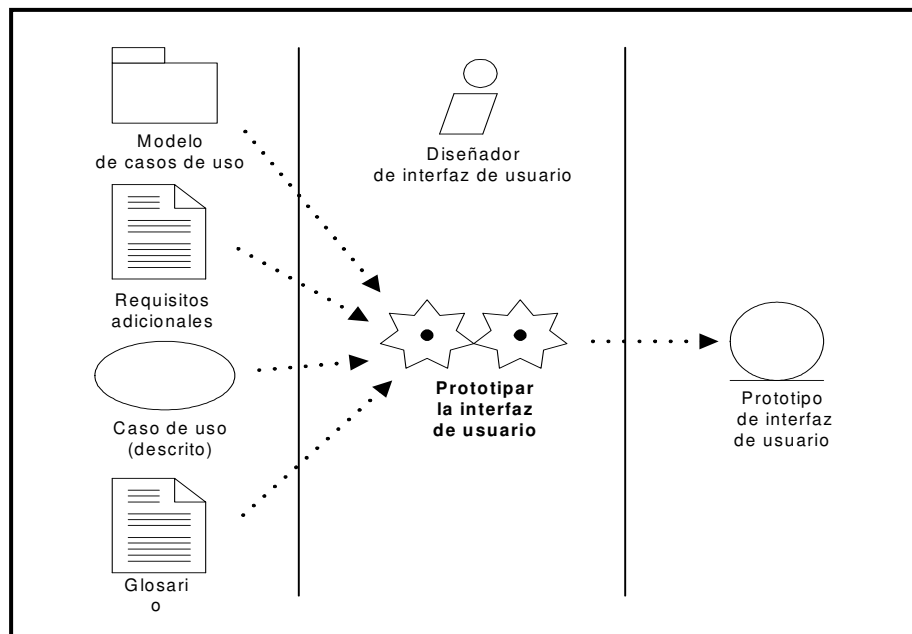 Modelo
de casos de uso
Requisitos
adicionales
Caso de uso
(descrito)
Glosari
o
Diseñador
de interfaz de usuario
Prototipar
la interfaz
de usuario
Prototipo
de interfaz
de usuario